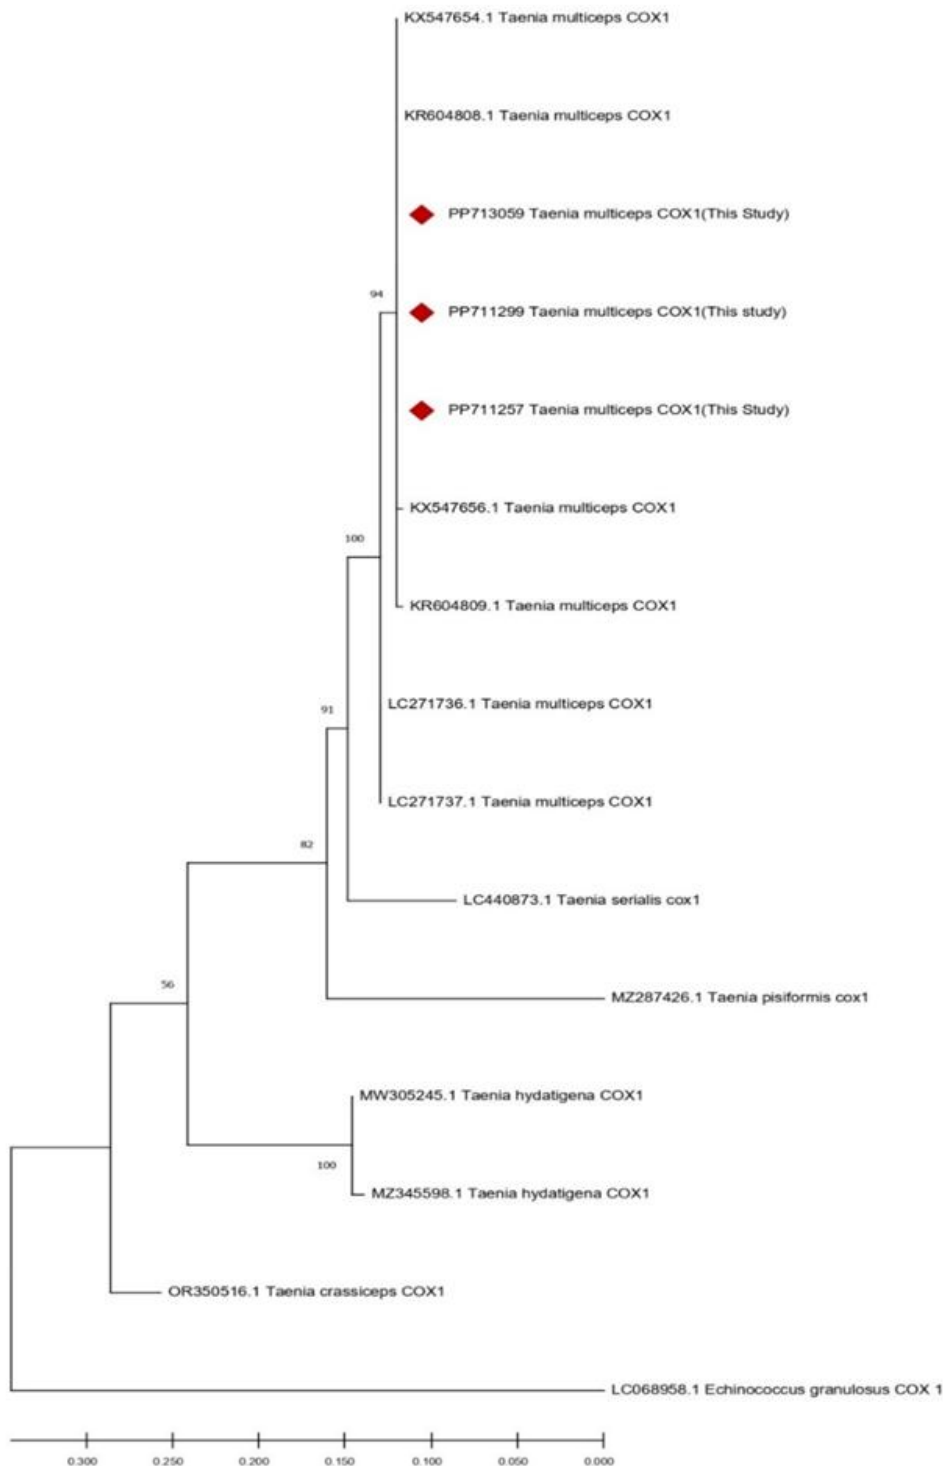 KX547654.1 Taenia multiceps COX1
KR604808.1 Taenia multiceps COX1
PP713059 Taenia multiceps COX1(This Study)
94
PP711299 Taenia multiceps COX1(This study)
PP711257 Taenia multiceps COX1(This Study)
KX547656.1 Taenia multiceps COX1
100
KR604809.1 Taenia multiceps COX1
LC271736.1 Taenia multiceps COX1
91
LC271737.1 Taenia multiceps COX1
82
LC440873.1 Taenia serialis cox1
56
MZ287426.1 Taenia pisiformis cox1
MW305245.1 Taenia hydatigena COX1
100
MZ345598.1 Taenia hydatigena COX1
OR350516.1 Taenia crassiceps COX1
LC068958.1 Echinococcus granulosus COX 1
0.300 0.250 0.200 0.150 0.100 0.050 0.000